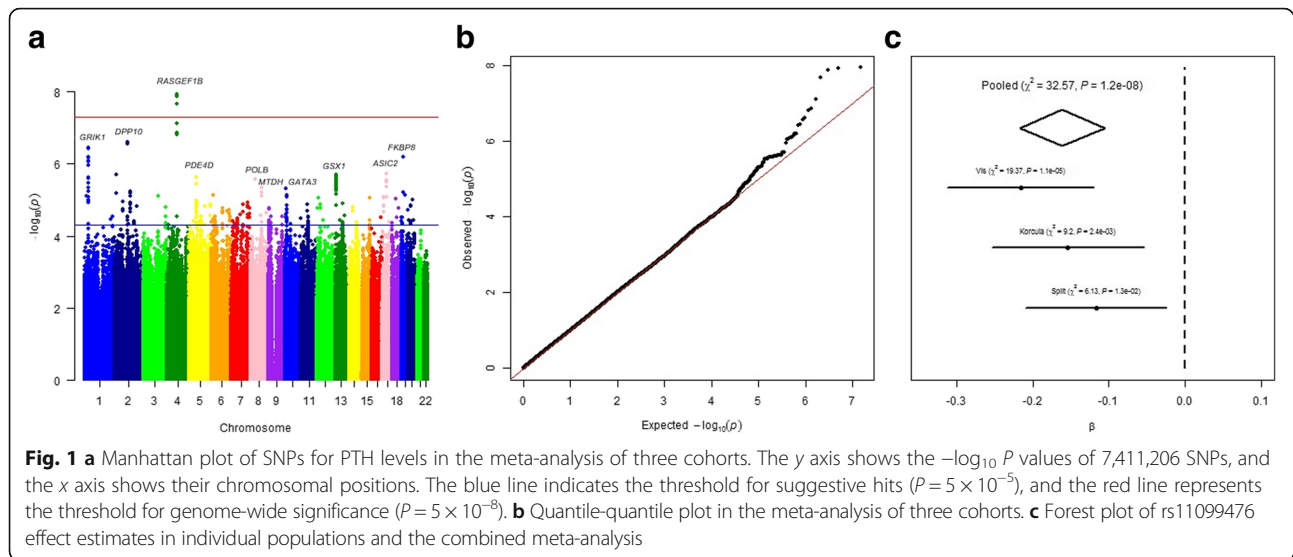 a
RASGEF1B
GRIK1
DPP10
PDE4D
POLB
MTDH
GATA3
GSX1
ASIC2
FKBP8
-log10(p)
0
2
4
6
8
1 2 3 4 5 6 7 8 9 11 13 15 18 22
Chromosome
b
Observed -log10(p)
0
2
4
6
8
0 1 2 3 4 5 6 7
Expected -log10(p)
c
Pooled (χ² = 32.57, P = 1.2e-08)
Vis (χ² = 19.37, P = 1.1e-05)
Korcula (χ² = 9.2, P = 2.4e-03)
Split (χ² = 6.13, P = 1.3e-02)
-0.3 -0.2 -0.1 0.0 0.1
β
Fig. 1 a Manhattan plot of SNPs for PTH levels in the meta-analysis of three cohorts. The y axis shows the −log10 P values of 7,411,206 SNPs, and
the x axis shows their chromosomal positions. The blue line indicates the threshold for suggestive hits (P = 5 × 10−5), and the red line represents
the threshold for genome-wide significance (P = 5 × 10−8). b Quantile-quantile plot in the meta-analysis of three cohorts. c Forest plot of rs11099476
effect estimates in individual populations and the combined meta-analysis